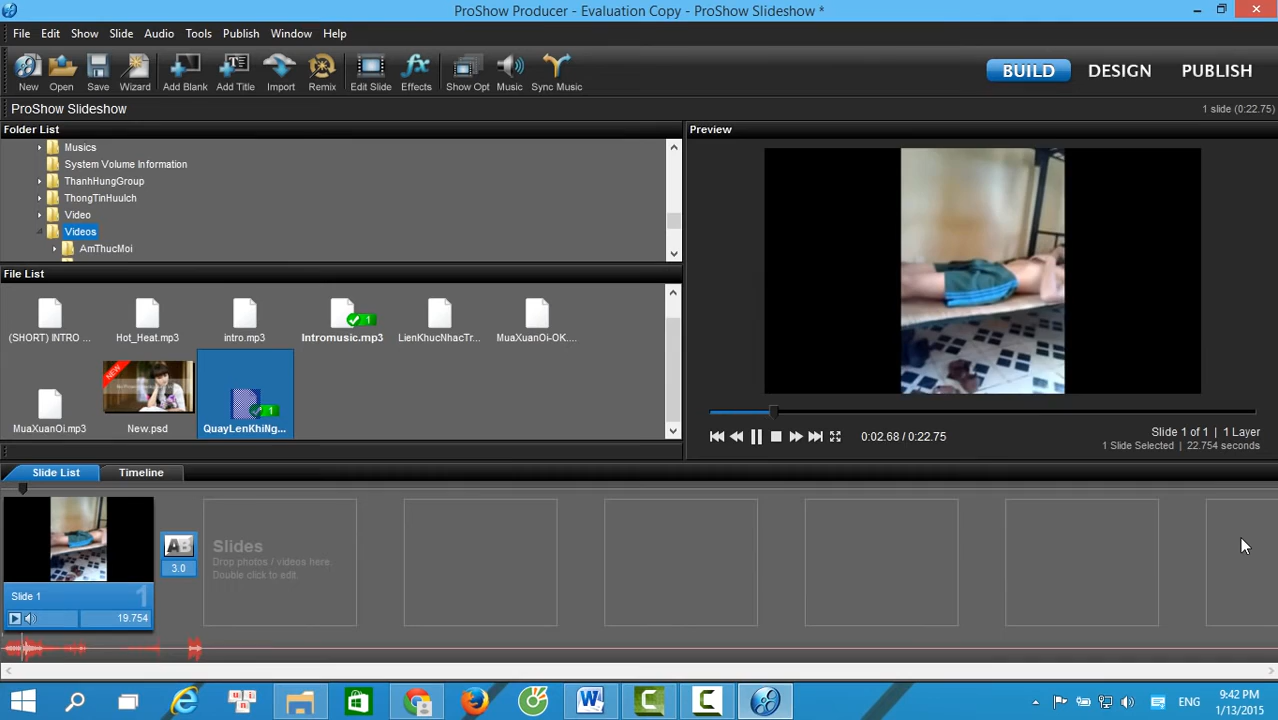 ProShow Producer - Evaluation Copy - ProShow Slideshow *
File Edit Show Slide Audio Tools Publish Window Help
New Open Save Wizard Add Blank Add Title Import Remix Edit Slide Effects Show Opt Music Sync Music
BUILD DESIGN PUBLISH
ProShow Slideshow
1 slide (0:22.75)
Folder List
Musics
System Volume Information
ThanhHungGroup
ThongTinHuuIch
Video
Videos
AmThucMoi
File List
(SHORT) INTRO ... Hot_Heat.mp3 intro.mp3 Intromusic.mp3 LienKhucNhacTr... MuaXuanOi-OK....
1
NEW
1
MuaXuanOi.mp3 New.psd QuayLenKhiNg...
Preview
0:02.68 / 0:22.75
Slide 1 of 1 | 1 Layer
1 Slide Selected | 22.754 seconds
Slide List Timeline
AB
3.0
Slide 1
1
19.754
Slides
Drop photos / videos here.
Double click to edit.
ENG
9:42 PM
1/13/2015